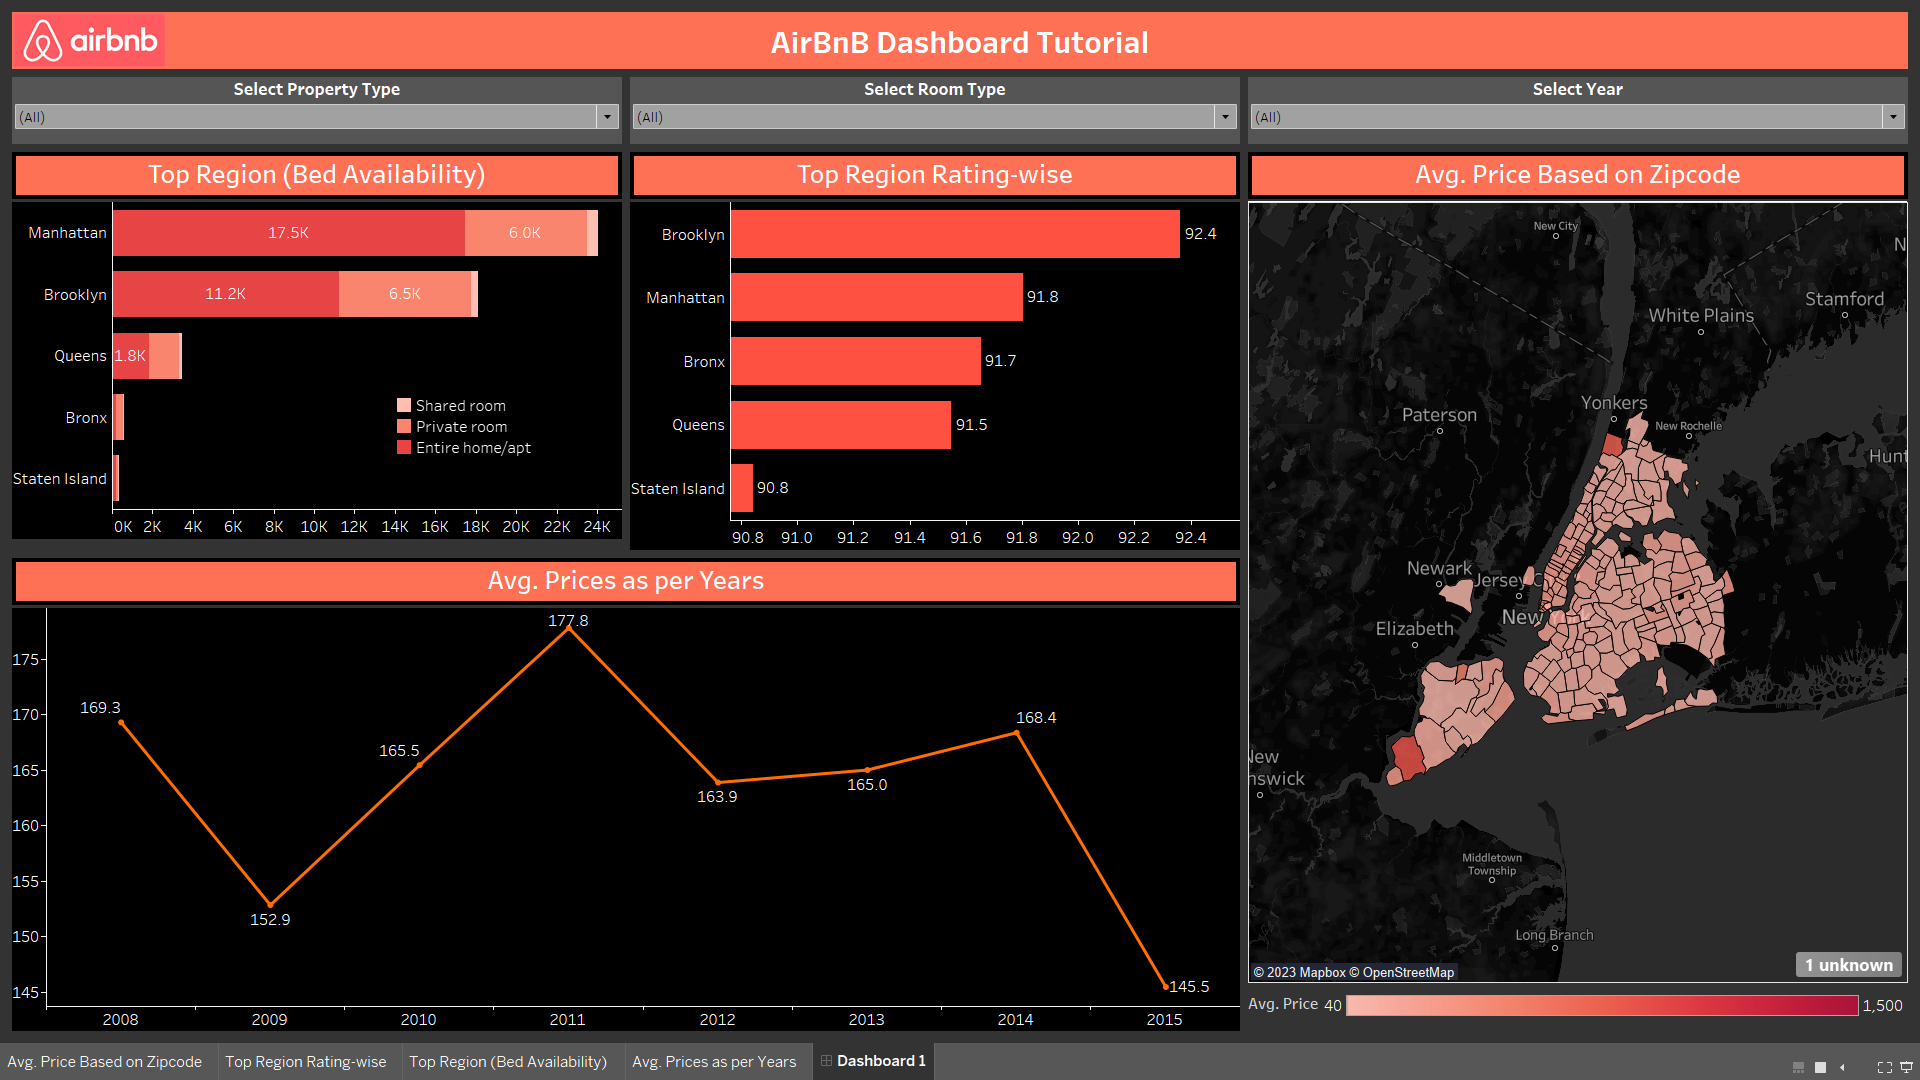 airbnb
AirBnB Dashboard Tutorial
Select Property Type
(All)
Select Room Type
(All)
Select Year
(All)
Top Region (Bed Availability)
Manhattan
17.5K
6.0K
Brooklyn
11.2K
6.5K
Queens
1.8K
Bronx
Staten Island
Shared room
Private room
Entire home/apt
0K 2K 4K 6K 8K 10K 12K 14K 16K 18K 20K 22K 24K
Top Region Rating-wise
Brooklyn 92.4
Manhattan 91.8
Bronx 91.7
Queens 91.5
Staten Island 90.8
90.8 91.0 91.2 91.4 91.6 91.8 92.0 92.2 92.4
Avg. Price Based on Zipcode
New City
N
Stamford
White Plains
Yonkers
Paterson
New Rochelle
Hunt
Newark
Jersey C
New
Elizabeth
New
nswick
Middletown
Township
Long Branch
© 2023 Mapbox © OpenStreetMap
1 unknown
Avg. Price 40 1,500
Avg. Prices as per Years
175
170
165
160
155
150
145
169.3
152.9
165.5
177.8
163.9
165.0
168.4
145.5
2008 2009 2010 2011 2012 2013 2014 2015
Avg. Price Based on Zipcode
Top Region Rating-wise
Top Region (Bed Availability)
Avg. Prices as per Years
Dashboard 1